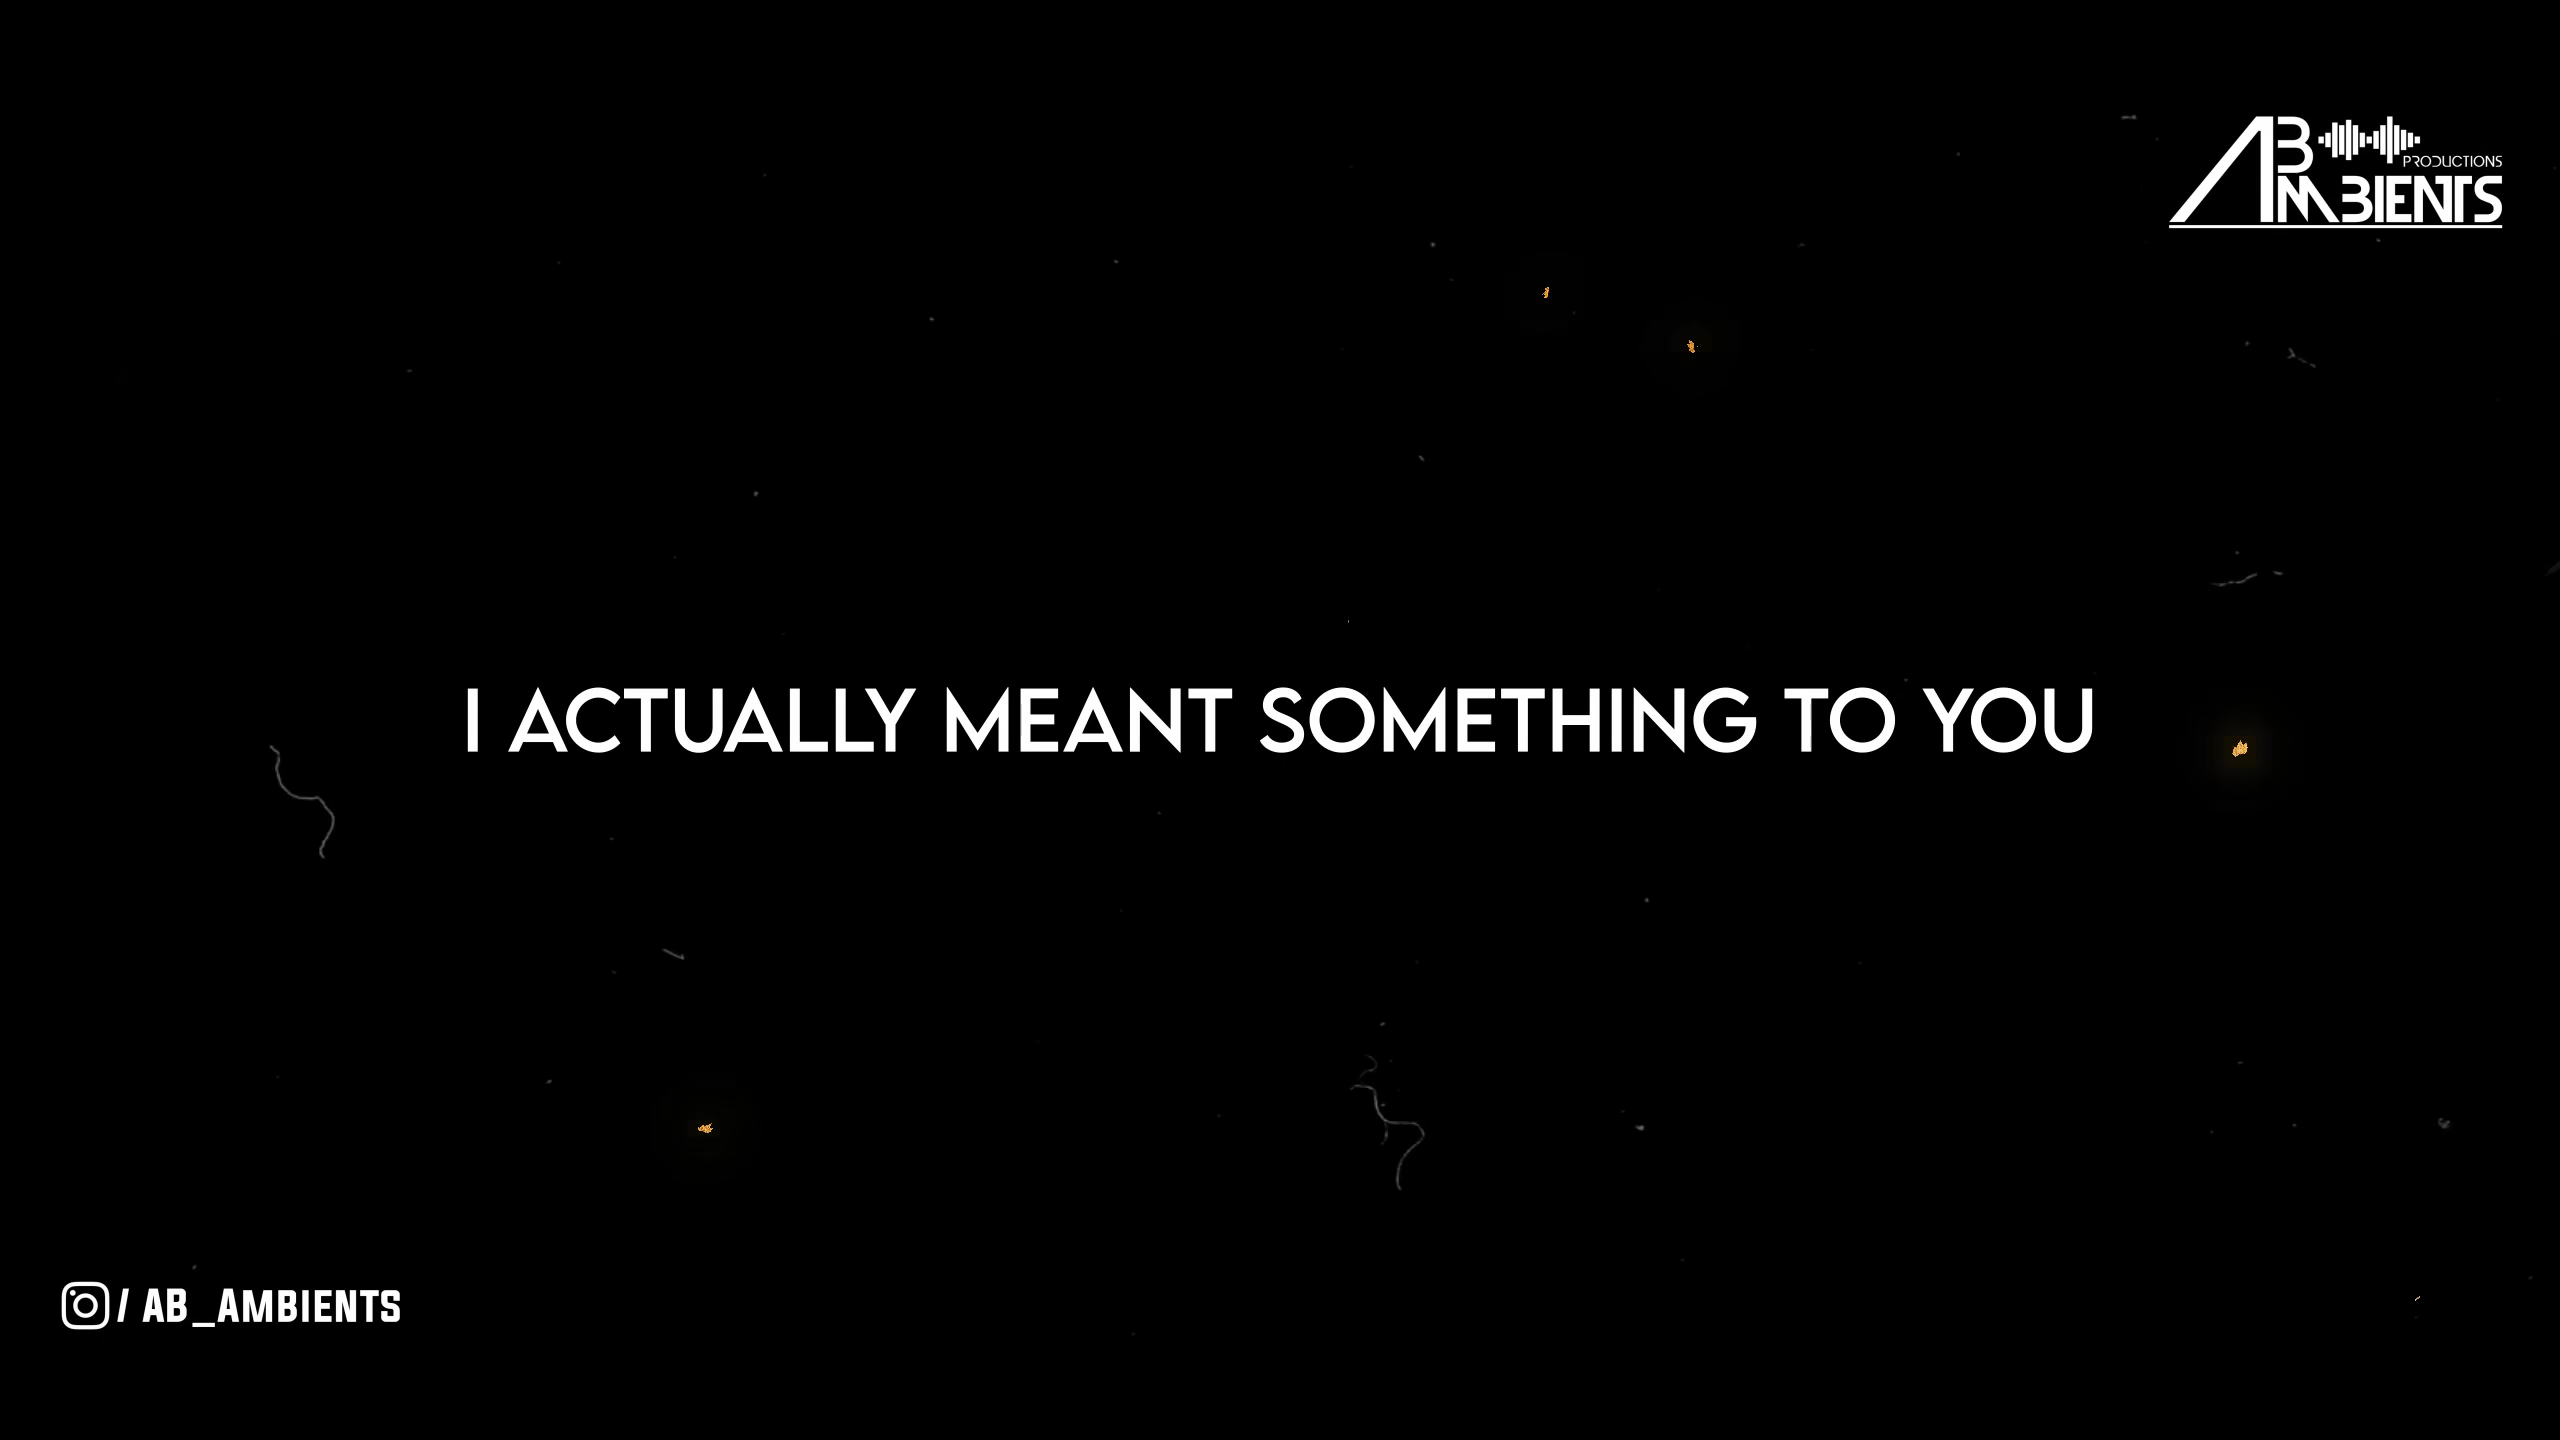 AB
PRODUCTIONS
AMBIENTS
I ACTUALLY MEANT SOMETHING TO YOU
/ AB_AMBIENTS